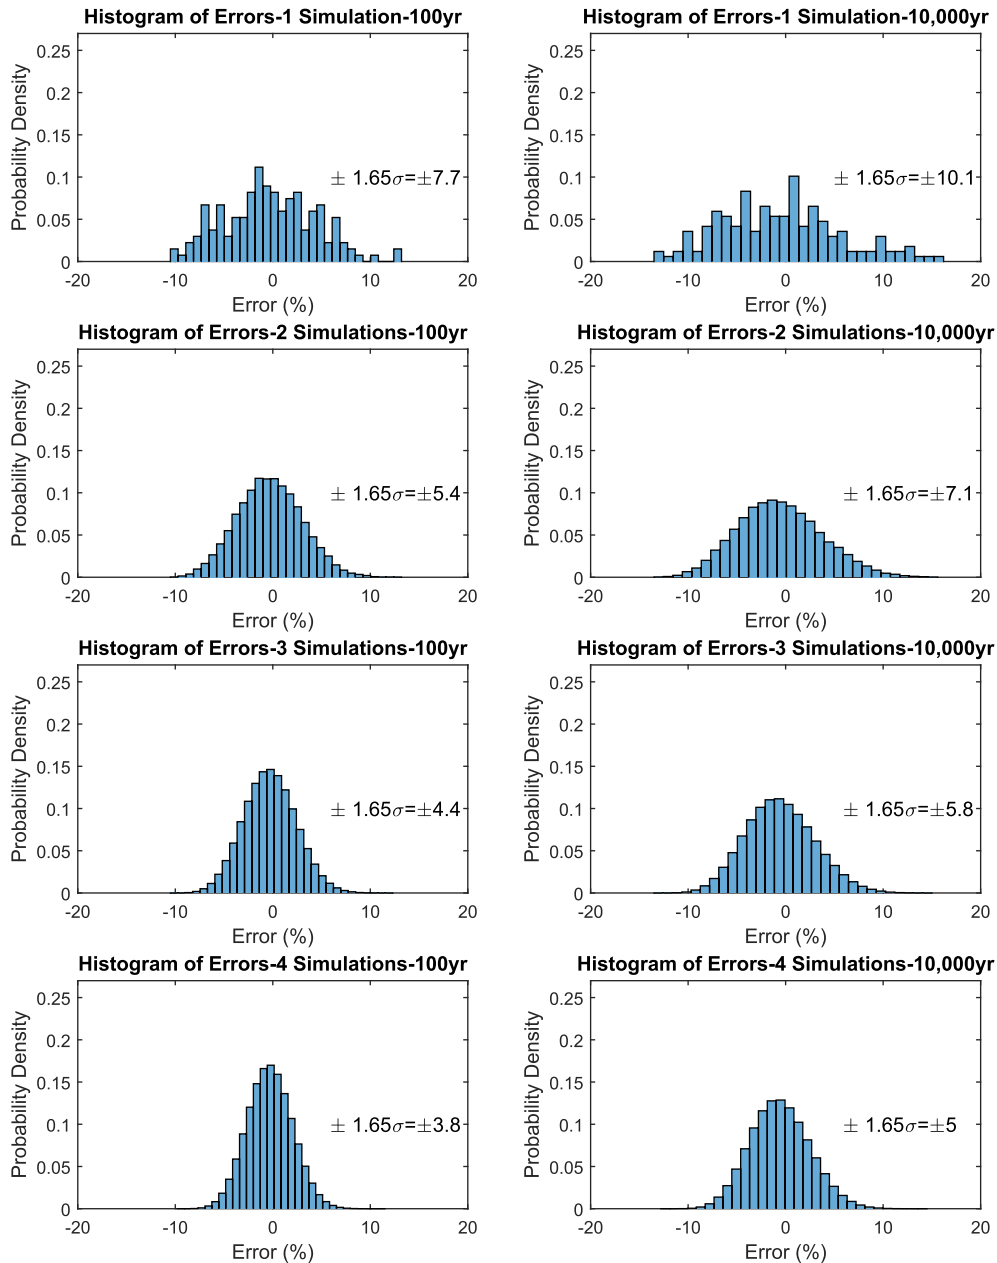 Histogram of Errors-1 Simulation-100yr
0.25
0.2
0.15
0.1
0.05
0
Probability Density
± 1.65σ=±7.7
-20
-10
0
10
20
Error (%)
Histogram of Errors-1 Simulation-10,000yr
0.25
0.2
0.15
0.1
0.05
0
Probability Density
± 1.65σ=±10.1
-20
-10
0
10
20
Error (%)
Histogram of Errors-2 Simulations-100yr
0.25
0.2
0.15
0.1
0.05
0
Probability Density
± 1.65σ=±5.4
-20
-10
0
10
20
Error (%)
Histogram of Errors-2 Simulations-10,000yr
0.25
0.2
0.15
0.1
0.05
0
Probability Density
± 1.65σ=±7.1
-20
-10
0
10
20
Error (%)
Histogram of Errors-3 Simulations-100yr
0.25
0.2
0.15
0.1
0.05
0
Probability Density
± 1.65σ=±4.4
-20
-10
0
10
20
Error (%)
Histogram of Errors-3 Simulations-10,000yr
0.25
0.2
0.15
0.1
0.05
0
Probability Density
± 1.65σ=±5.8
-20
-10
0
10
20
Error (%)
Histogram of Errors-4 Simulations-100yr
0.25
0.2
0.15
0.1
0.05
0
Probability Density
± 1.65σ=±3.8
-20
-10
0
10
20
Error (%)
Histogram of Errors-4 Simulations-10,000yr
0.25
0.2
0.15
0.1
0.05
0
Probability Density
± 1.65σ=±5
-20
-10
0
10
20
Error (%)